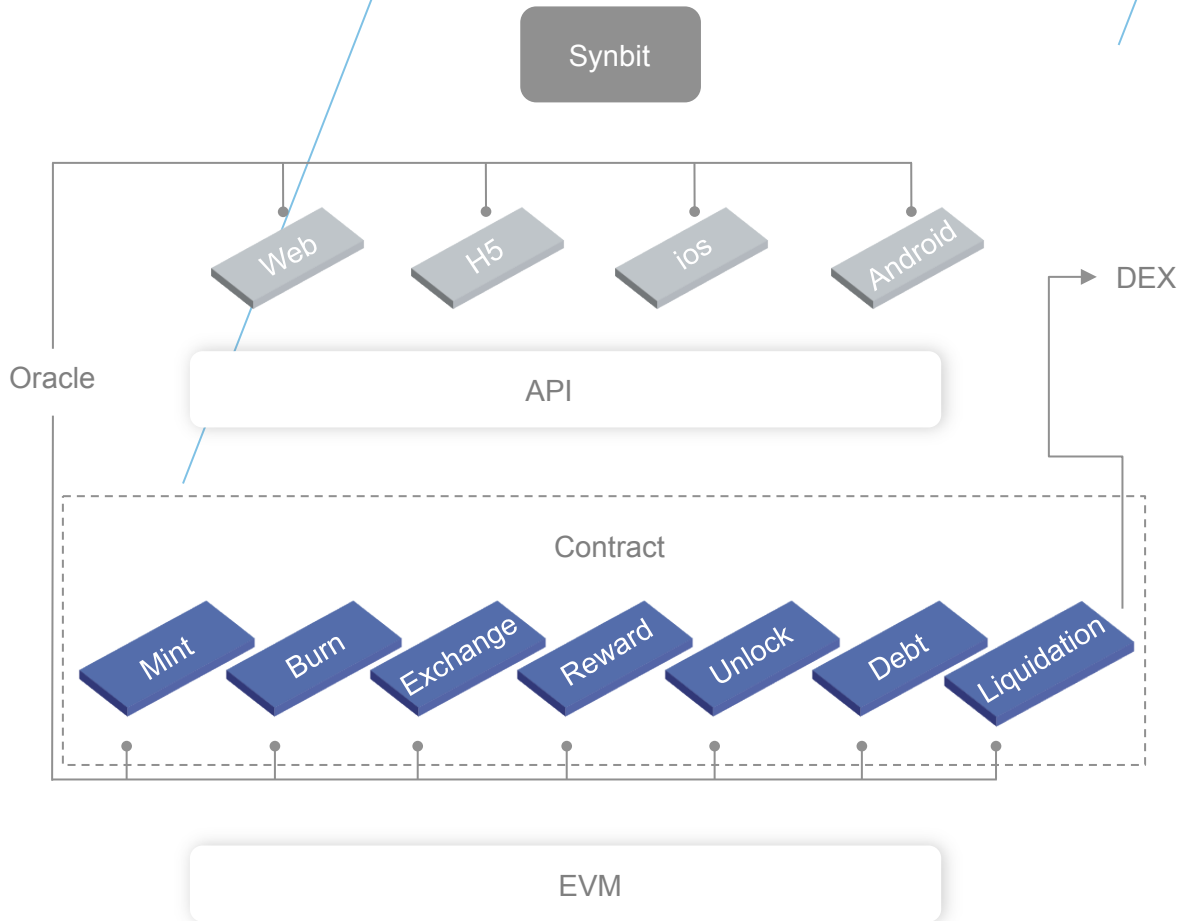 Synbit
Web
H5
ios
Android
DEX
Oracle
API
Contract
Mint
Burn
Exchange
Reward
Unlock
Debt
Liquidation
EVM